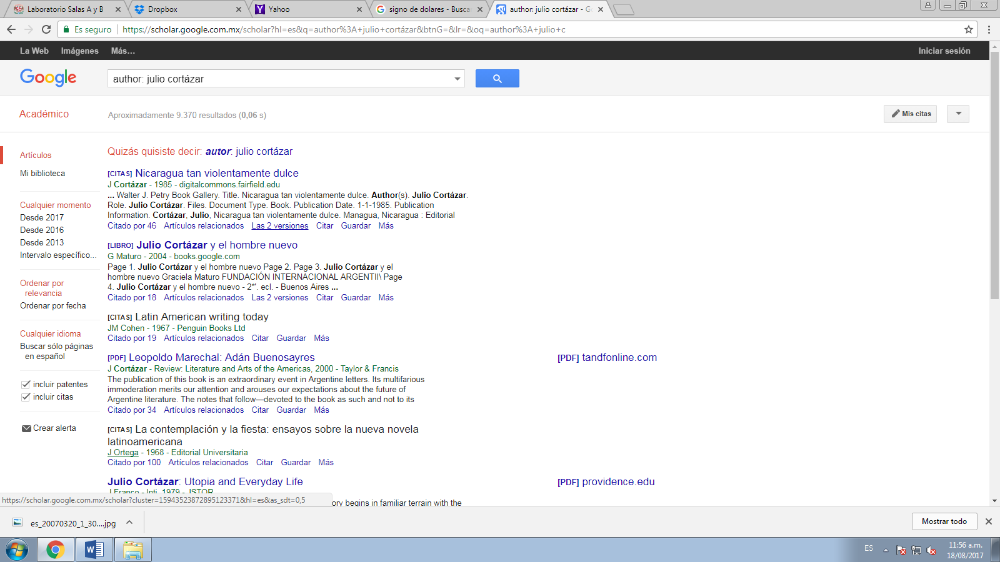 Laboratorio Salas A y B
Dropbox
Yahoo
signo de dolares - Busca
author: julio cortázar - G
Es seguro
https://scholar.google.com.mx/scholar?hl=es&q=author%3A+julio+cortázar&btnG=&lr=&oq=author%3A+julio+c
La Web Imágenes Más... Iniciar sesión
Google
author: julio cortázar
Académico
Aproximadamente 9.370 resultados (0,06 s)
Mis citas
Artículos
Mi biblioteca
Cualquier momento
Desde 2017
Desde 2016
Desde 2013
Intervalo específico...
Ordenar por
relevancia
Ordenar por fecha
Cualquier idioma
Buscar sólo páginas
en español
incluir patentes
incluir citas
Crear alerta
Quizás quisiste decir: autor: julio cortázar
[CITAS] Nicaragua tan violentamente dulce
J Cortázar - 1985 - digitalcommons.fairfield.edu
... Walter J. Petry Book Gallery. Title. Nicaragua tan violentamente dulce. Author(s). Julio Cortázar.
Role. Julio Cortázar. Files. Document Type. Book. Publication Date. 1-1-1985. Publication
Information. Cortázar, Julio, Nicaragua tan violentamente dulce. Managua, Nicaragua : Editorial
Citado por 46 Artículos relacionados Las 2 versiones Citar Guardar Más
[LIBRO] Julio Cortázar y el hombre nuevo
G Maturo - 2004 - books.google.com
Page 1. Julio Cortázar y el hombre nuevo Page 2. Page 3. Julio Cortázar y el
hombre nuevo Graciela Maturo FUNDACIÓN INTERNACIONAL ARGENTII\ Page
4. Julio Cortázar y el hombre nuevo - 2*'. ecl. - Buenos Aires ...
Citado por 18 Artículos relacionados Las 2 versiones Citar Guardar Más
[CITAS] Latin American writing today
JM Cohen - 1967 - Penguin Books Ltd
Citado por 19 Artículos relacionados Citar Guardar Más
[PDF] Leopoldo Marechal: Adán Buenosayres
J Cortázar - Review: Literature and Arts of the Americas, 2000 - Taylor & Francis
The publication of this book is an extraordinary event in Argentine letters. Its multifarious
immoderation merits our attention and arouses our expectations about the future of
Argentine literature. The notes that follow—devoted to the book as such and not to its
Citado por 34 Artículos relacionados Citar Guardar Más
[PDF] tandfonline.com
[CITAS] La contemplación y la fiesta: ensayos sobre la nueva novela
latinoamericana
J Ortega - 1968 - Editorial Universitaria
Citado por 100 Artículos relacionados Citar Guardar Más
Julio Cortázar: Utopia and Everyday Life
[PDF] providence.edu
J Franco - Inti, 1979 - JSTOR
ory begins in familiar terrain with the
https://scholar.google.com.mx/scholar?cluster=15943523872895123371&hl=es&as_sdt=0,5
es_20070320_1_30....jpg
Mostrar todo
ES
11:56 a.m.
18/08/2017